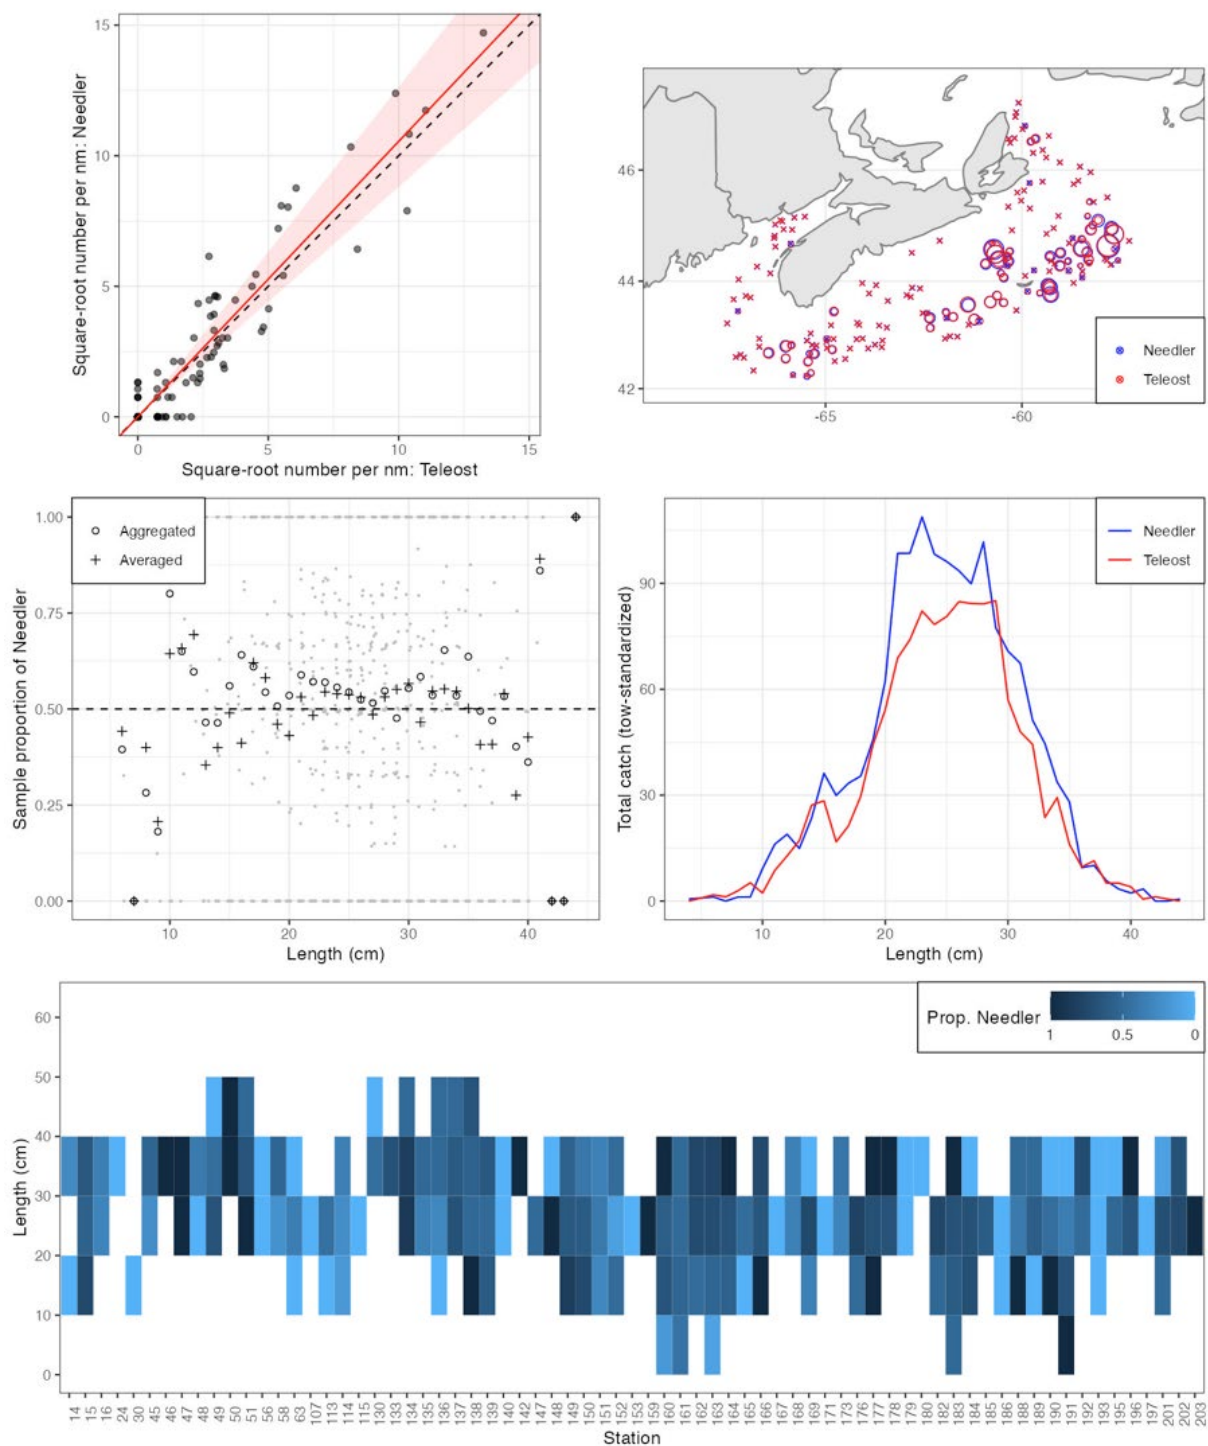 15
10
5
0
Square-root number per nm: Needler
0 5 10 15
Square-root number per nm: Teleost
46
44
42
-65 -60
Needler
Teleost
1.00
0.75
0.50
0.25
0.00
Sample proportion of Needler
Aggregated
Averaged
10 20 30 40
Length (cm)
90
60
30
0
Total catch (tow-standardized)
Needler
Teleost
10 20 30 40
Length (cm)
Prop. Needler
1 0.5 0
60
50
40
30
20
10
0
Length (cm)
14 15 16 24 30 45 46 47 48 49 50 51 56 58 63 107 113 114 115 130 133 134 135 136 137 138 139 140 142 147 148 149 150 151 152 153 159 160 161 162 163 164 165 166 167 168 169 171 173 176 177 178 179 180 182 183 184 185 186 188 189 190 191 192 193 195 196 197 201 202 203
Station